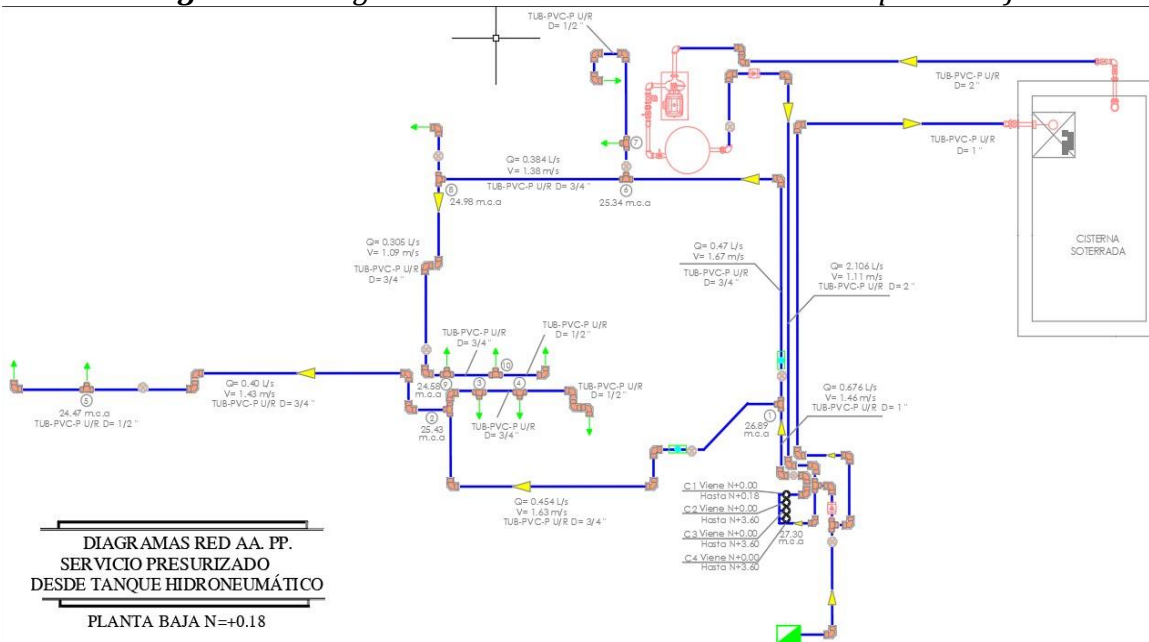 TUB-PVC-P U/R
D= 1/2 "
TUB-PVC-P U/R
D= 2 "
TUB-PVC-P U/R
D= 1 "
CISTERNA
SOTERRADA
7
Q= 0.384 L/s
V= 1.38 m/s
TUB-PVC-P U/R D= 3/4 "
8
24.98 m.c.a
6
25.34 m.c.a
Q= 0.305 L/s
V= 1.09 m/s
TUB-PVC-P U/R
D= 3/4 "
Q= 0.47 L/s
V= 1.67 m/s
TUB-PVC-P U/R
D= 3/4 "
Q= 2.106 L/s
V= 1.11 m/s
TUB-PVC-P U/R D= 2 "
TUB-PVC-P U/R
D= 3/4 "
TUB-PVC-P U/R
D= 1/2 "
10
9
24.58
m.c.a
3
4
TUB-PVC-P U/R
D= 1/2 "
TUB-PVC-P U/R
D= 3/4 "
Q= 0.40 L/s
V= 1.43 m/s
TUB-PVC-P U/R D= 3/4 "
5
24.47 m.c.a
TUB-PVC-P U/R D= 1/2 "
2
25.43
m.c.a
1
26.89
m.c.a
Q= 0.676 L/s
V= 1.46 m/s
TUB-PVC-P U/R D= 1 "
Q= 0.454 L/s
V= 1.63 m/s
TUB-PVC-P U/R D= 3/4 "
C1 Viene N+0.00
Hasta N+0.18
C2 Viene N+0.00
Hasta N+3.60
C3 Viene N+0.00
Hasta N+3.60
C4 Viene N+0.00
Hasta N+3.60
27.30
m.c.a
DIAGRAMAS RED AA. PP.
SERVICIO PRESURIZADO
DESDE TANQUE HIDRONEUMÁTICO
PLANTA BAJA N=+0.18